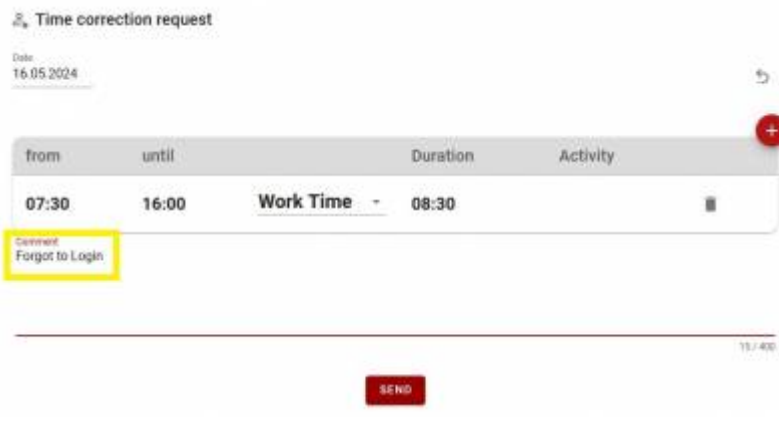 Time correction request
Date
16.05.2024
+
from until Duration Activity
07:30 16:00 Work Time 08:30
Comment
Forgot to Login
15 / 400
SEND